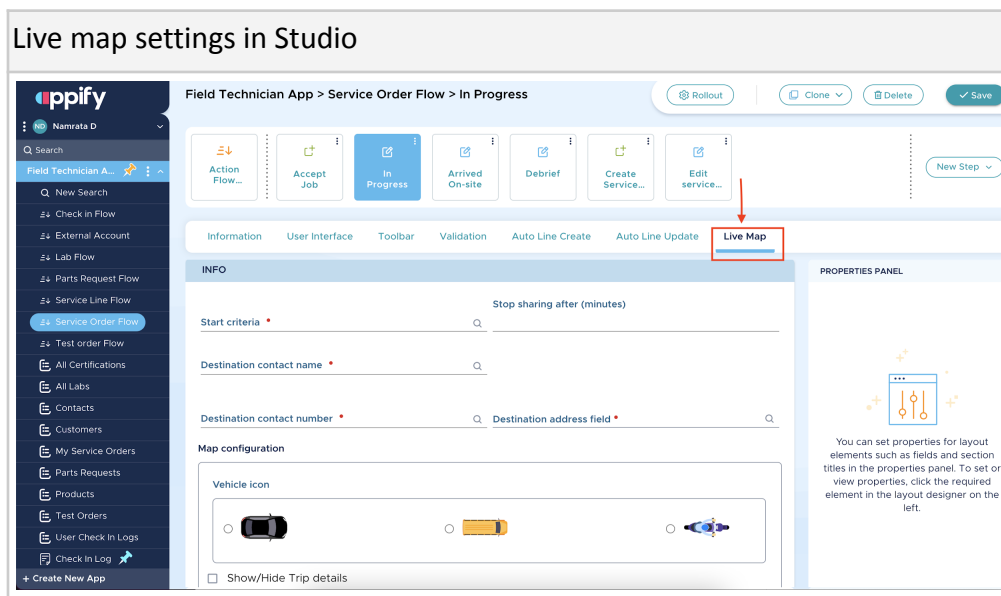 Live map settings in Studio
appify
Field Technician App > Service Order Flow > In Progress
Rollout
Clone
Delete
Save
ND
Namrata D
Search
Field Technician A...
New Search
Check in Flow
External Account
Lab Flow
Parts Request Flow
Service Line Flow
Service Order Flow
Test order Flow
All Certifications
All Labs
Contacts
Customers
My Service Orders
Parts Requests
Products
Test Orders
User Check In Logs
Check In Log
+ Create New App
Action
Flow...
Accept
Job
In
Progress
Arrived
On-site
Debrief
Create
Service...
Edit
service...
New Step
Information
User Interface
Toolbar
Validation
Auto Line Create
Auto Line Update
Live Map
INFO
Stop sharing after (minutes)
Start criteria *
Destination contact name *
Destination contact number *
Destination address field *
Map configuration
Vehicle icon
Show/Hide Trip details
PROPERTIES PANEL
You can set properties for layout
elements such as fields and section
titles in the properties panel. To set or
view properties, click the required
element in the layout designer on the
left.